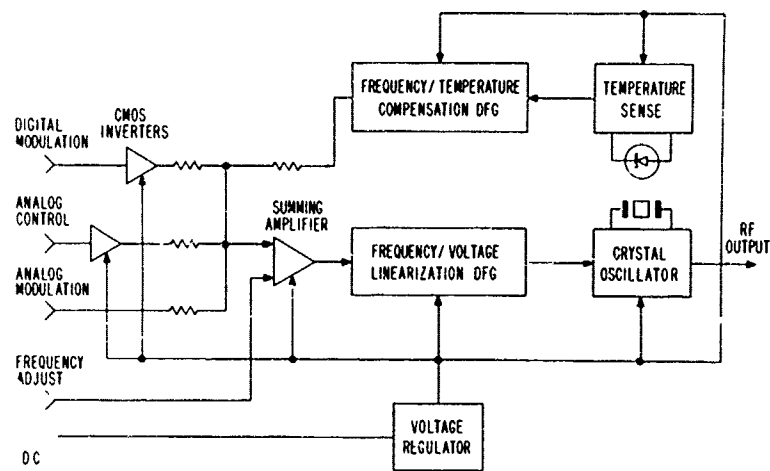 FREQUENCY/TEMPERATURE
COMPENSATION DFG
TEMPERATURE
SENSE
CMOS
INVERTERS
DIGITAL
MODULATION
ANALOG
CONTROL
SUMMING
AMPLIFIER
FREQUENCY/VOLTAGE
LINEARIZATION DFG
CRYSTAL
OSCILLATOR
RF
OUTPUT
ANALOG
MODULATION
FREQUENCY
ADJUST
VOLTAGE
REGULATOR
DC